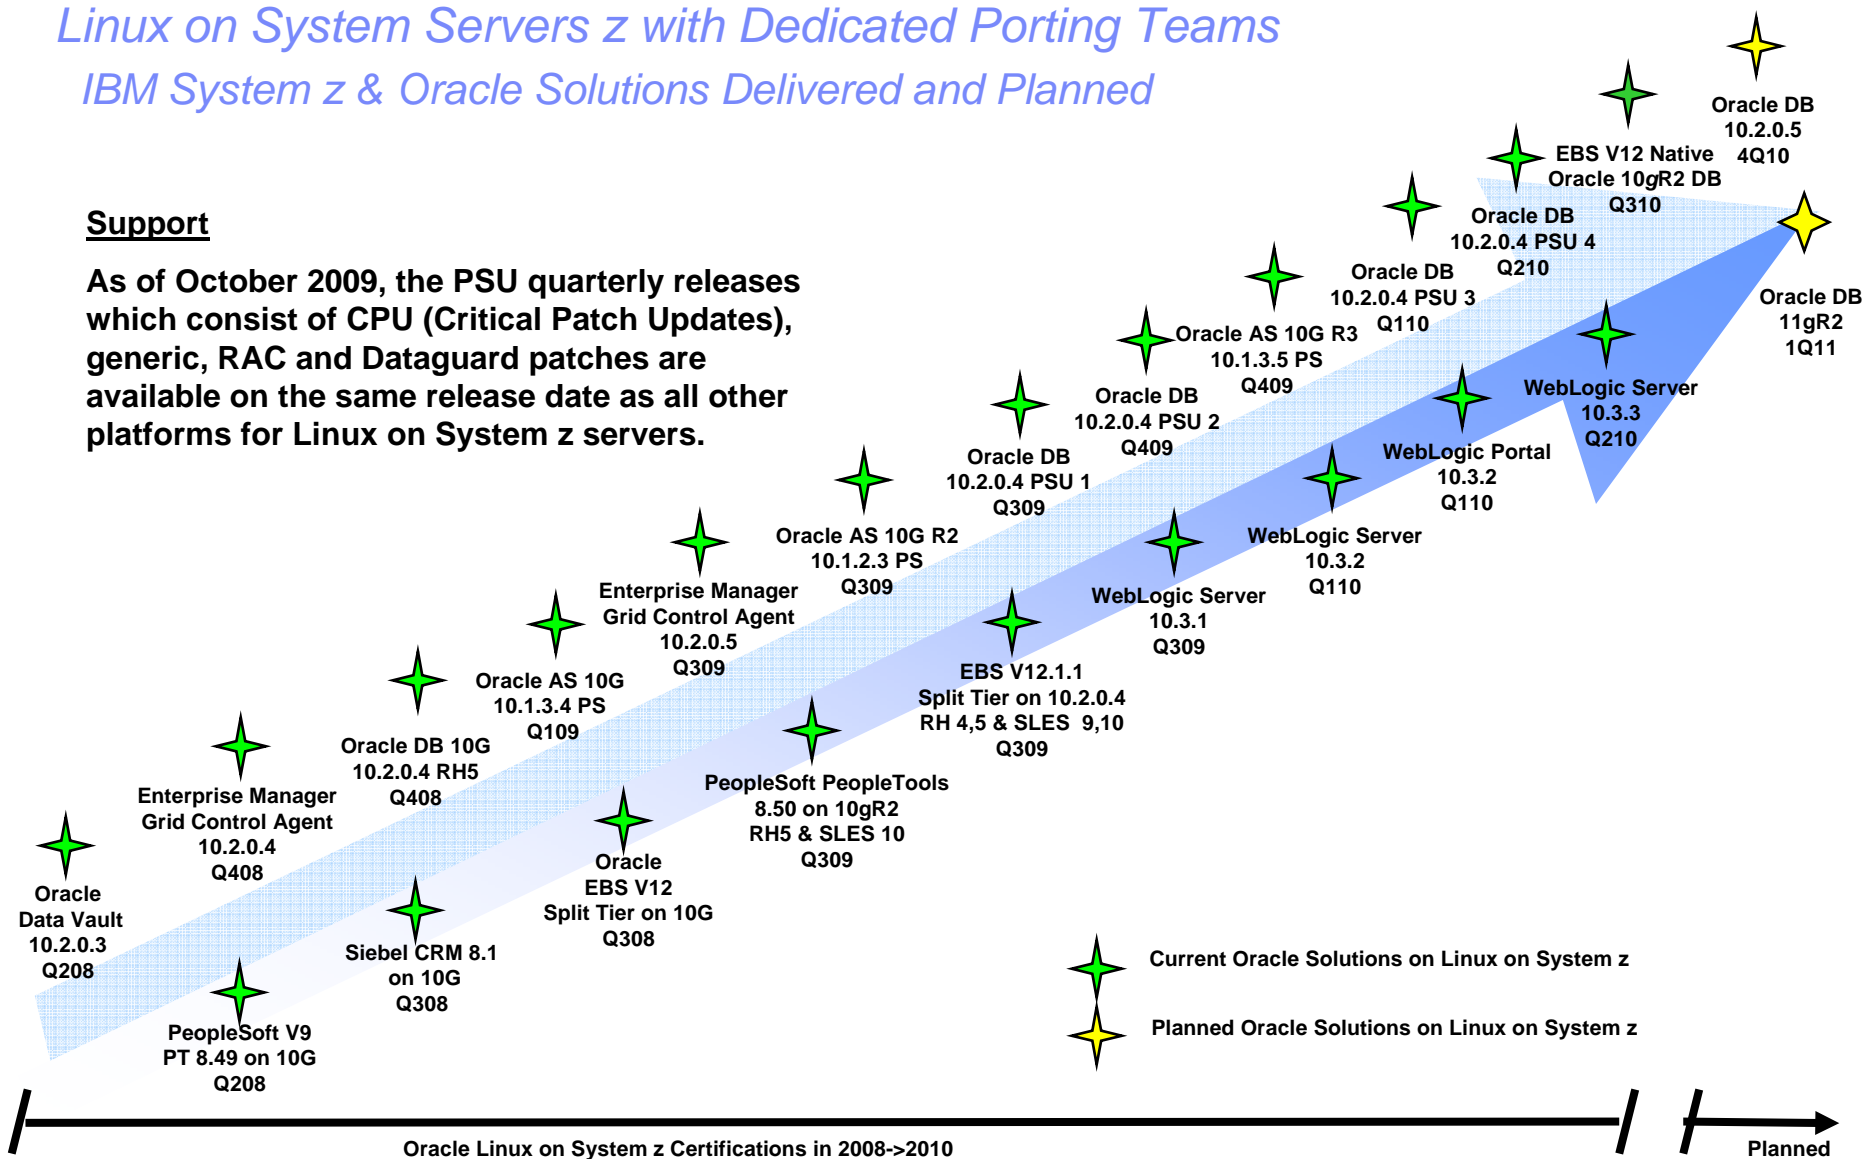 Linux on System Servers z with Dedicated Porting Teams
IBM System z & Oracle Solutions Delivered and Planned
Support
As of October 2009, the PSU quarterly releases
which consist of CPU (Critical Patch Updates),
generic, RAC and Dataguard patches are
available on the same release date as all other
platforms for Linux on System z servers.
Oracle
Data Vault
10.2.0.3
Q208
Enterprise Manager
Grid Control Agent
10.2.0.4
Q408
Oracle DB 10G
10.2.0.4 RH5
Q408
Oracle AS 10G
10.1.3.4 PS
Q109
Enterprise Manager
Grid Control Agent
10.2.0.5
Q309
Oracle AS 10G R2
10.1.2.3 PS
Q309
Oracle DB
10.2.0.4 PSU 1
Q309
Oracle DB
10.2.0.4 PSU 2
Q409
Oracle AS 10G R3
10.1.3.5 PS
Q409
Oracle DB
10.2.0.4 PSU 3
Q110
Oracle DB
10.2.0.4 PSU 4
Q210
EBS V12 Native
Oracle 10gR2 DB
Q310
Oracle DB
10.2.0.5
4Q10
Oracle DB
11gR2
1Q11
PeopleSoft V9
PT 8.49 on 10G
Q208
Siebel CRM 8.1
on 10G
Q308
Oracle
EBS V12
Split Tier on 10G
Q308
PeopleSoft PeopleTools
8.50 on 10gR2
RH5 & SLES 10
Q309
EBS V12.1.1
Split Tier on 10.2.0.4
RH 4,5 & SLES 9,10
Q309
WebLogic Server
10.3.1
Q309
WebLogic Server
10.3.2
Q110
WebLogic Portal
10.3.2
Q110
WebLogic Server
10.3.3
Q210
Current Oracle Solutions on Linux on System z
Planned Oracle Solutions on Linux on System z
Oracle Linux on System z Certifications in 2008->2010
Planned